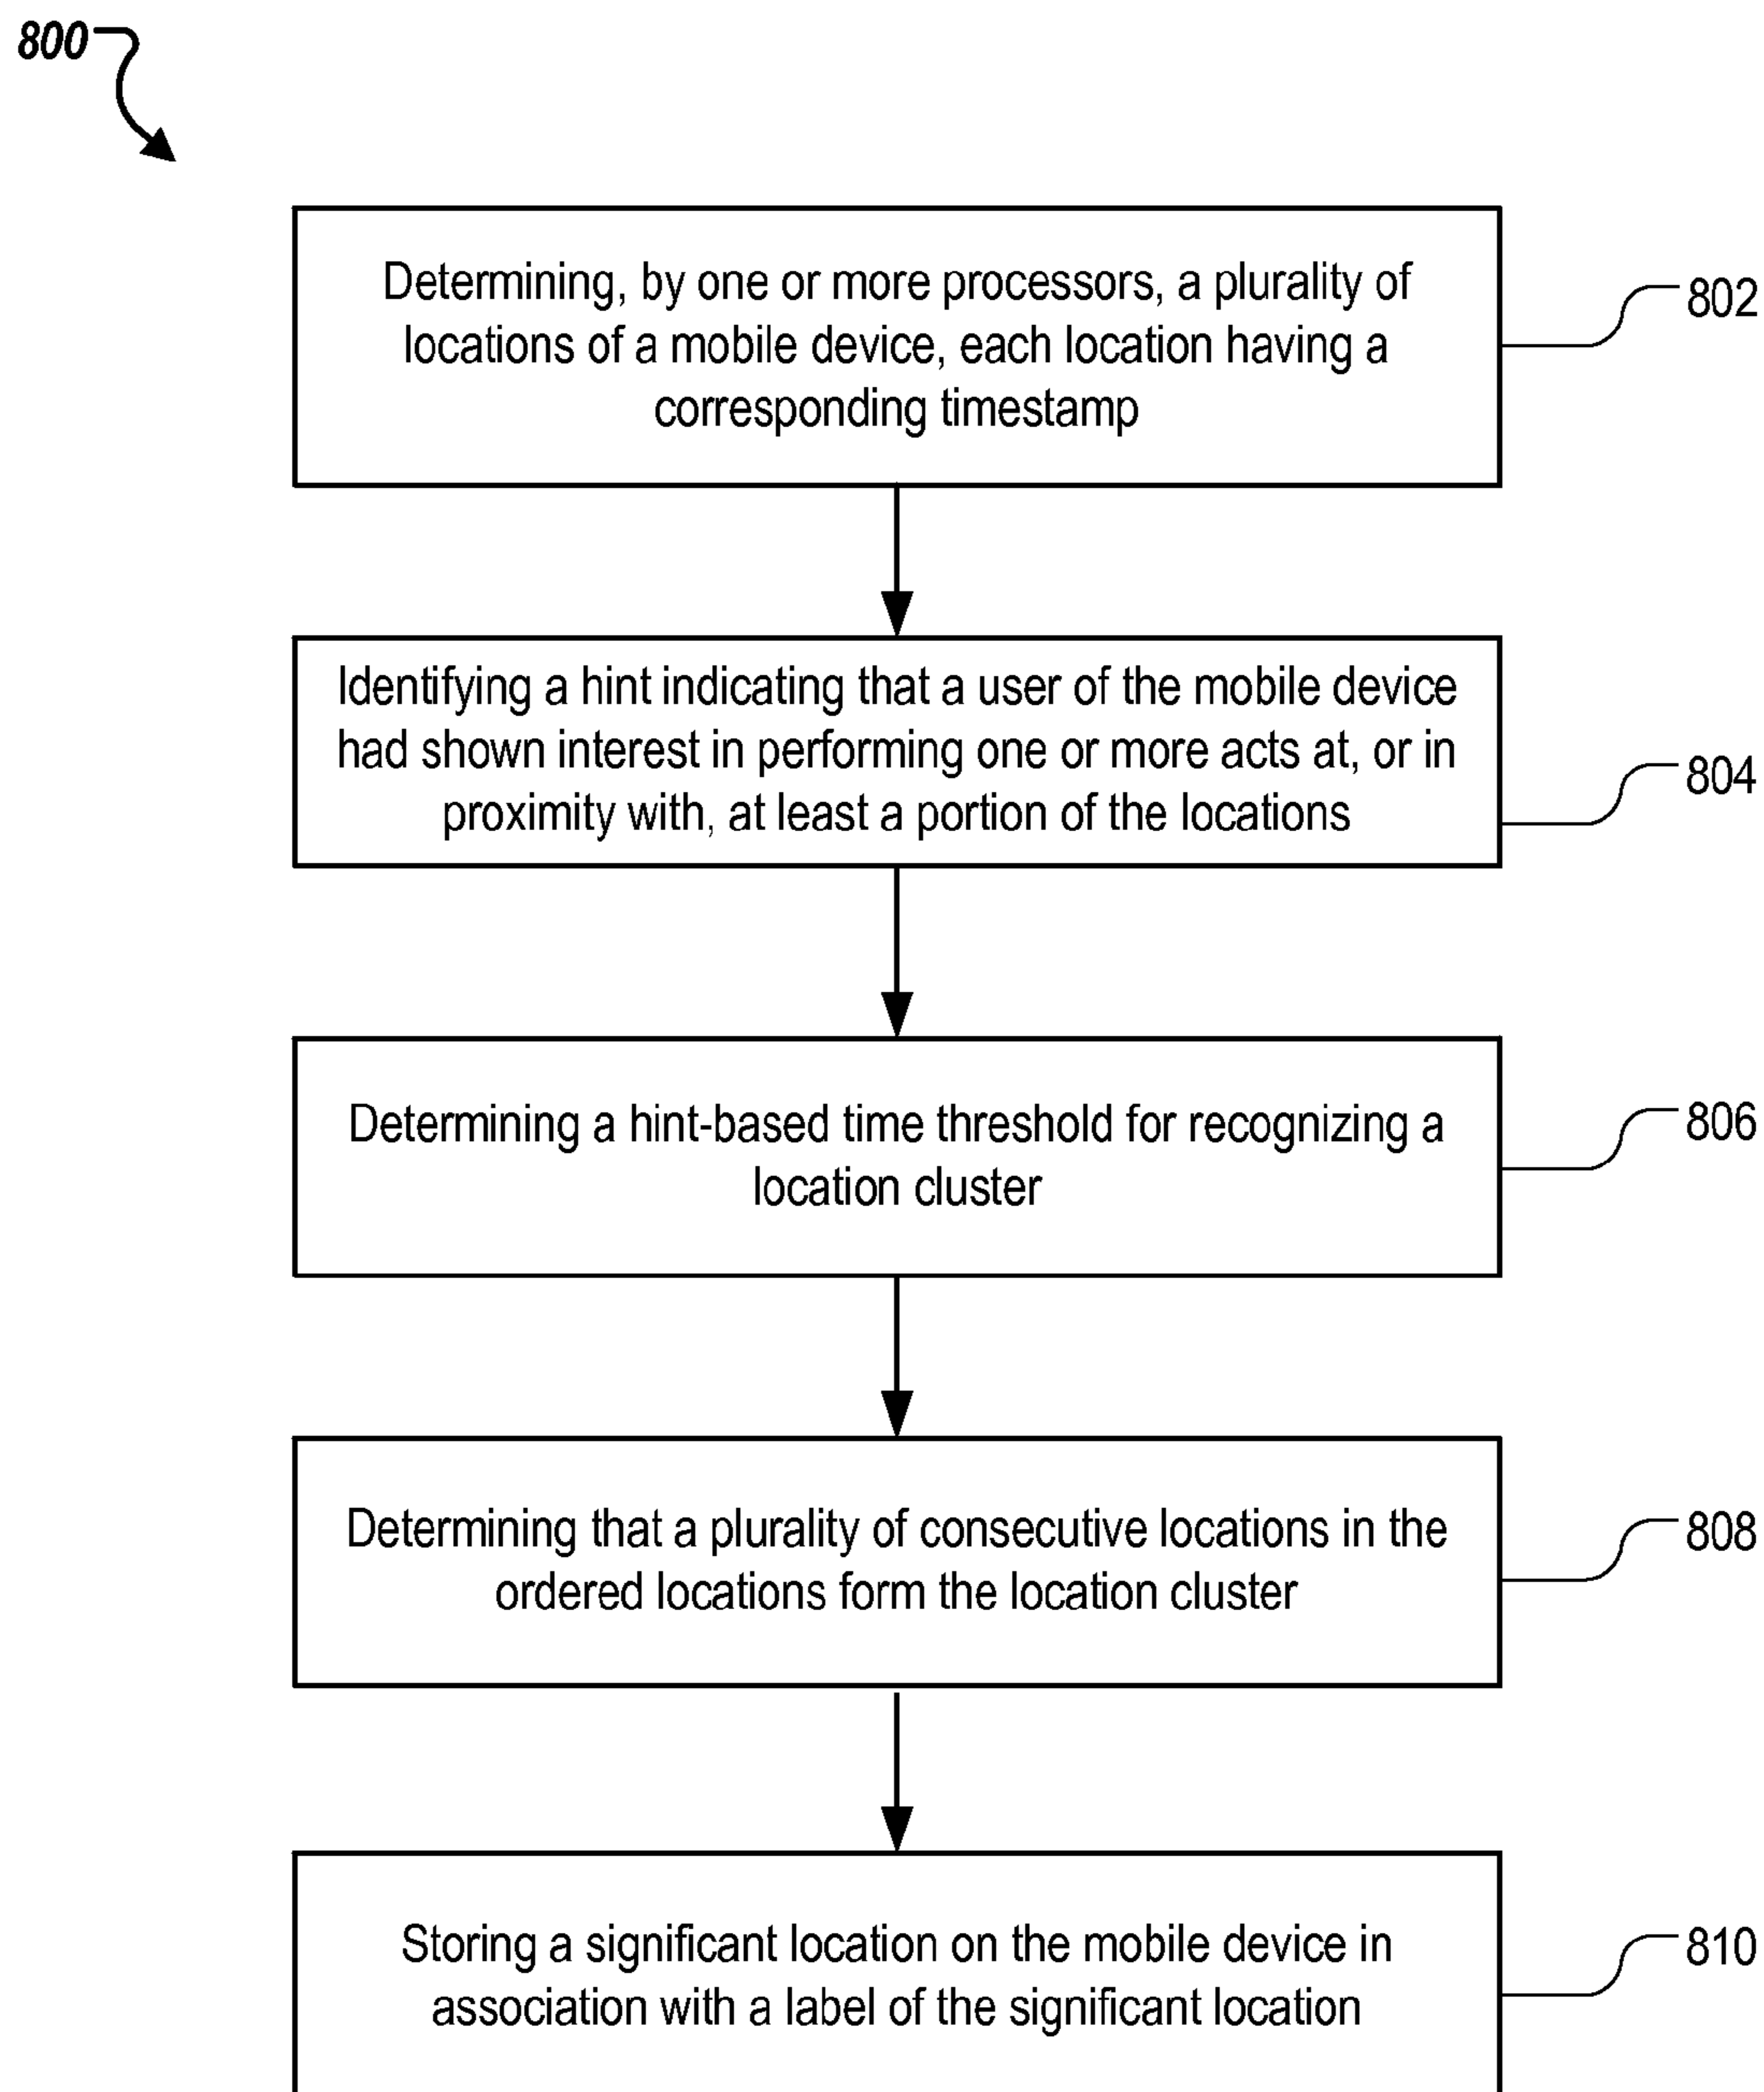 800
Determining, by one or more processors, a plurality of
locations of a mobile device, each location having a
corresponding timestamp
802
Identifying a hint indicating that a user of the mobile device
had shown interest in performing one or more acts at, or in
proximity with, at least a portion of the locations
804
Determining a hint-based time threshold for recognizing a
location cluster
806
Determining that a plurality of consecutive locations in the
ordered locations form the location cluster
808
Storing a significant location on the mobile device in
association with a label of the significant location
810